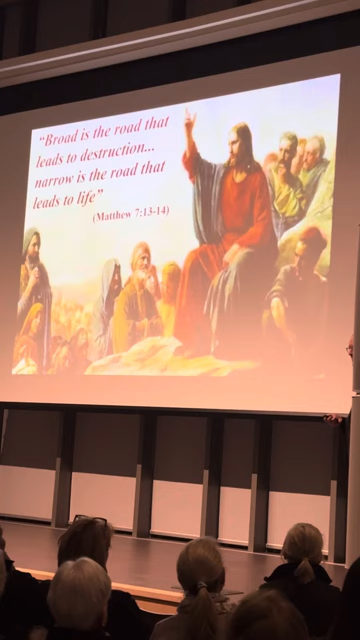 “Broad is the road that
leads to destruction...
narrow is the road that
leads to life”
(Matthew 7:13-14)